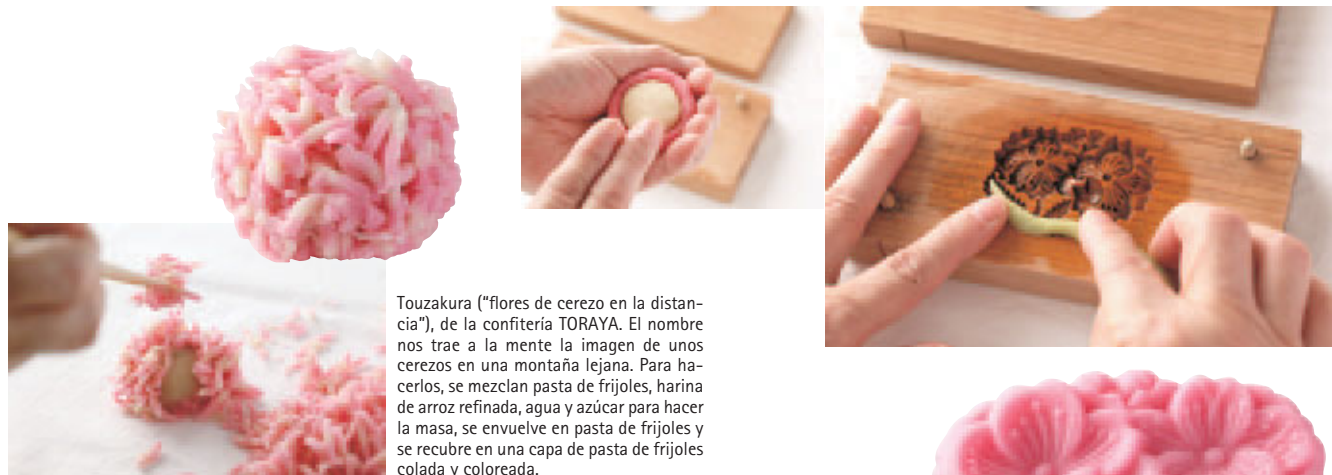 Touzakura ("flores de cerezo en la distan-
cia"), de la confitería TORAYA. El nombre
nos trae a la mente la imagen de unos
cerezos en una montaña lejana. Para ha-
cerlos, se mezclan pasta de frijoles, harina
de arroz refinada, agua y azúcar para hacer
la masa, se envuelve en pasta de frijoles y
se recubre en una capa de pasta de frijoles
colada y coloreada.